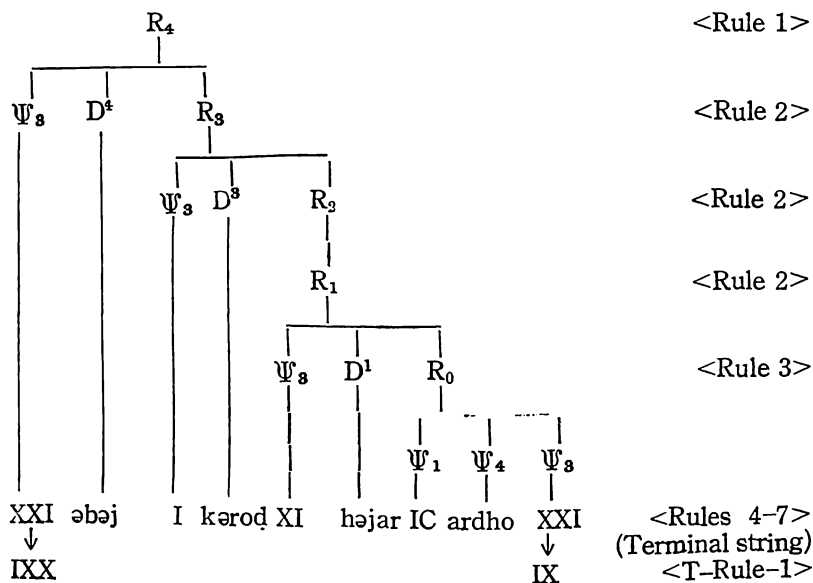 R₄ <Rule 1>
Ψ₃ D⁴ R₃ <Rule 2>
Ψ₃ D³ R₂ <Rule 2>
R₁ <Rule 2>
Ψ₃ D¹ R₀ <Rule 3>
Ψ₁ Ψ₄ Ψ₃
XXI əbəj I kəroḍ XI həjar IC ardho XXI <Rules 4-7>
↓ ↓ (Terminal string)
IXX IX <T-Rule-1>